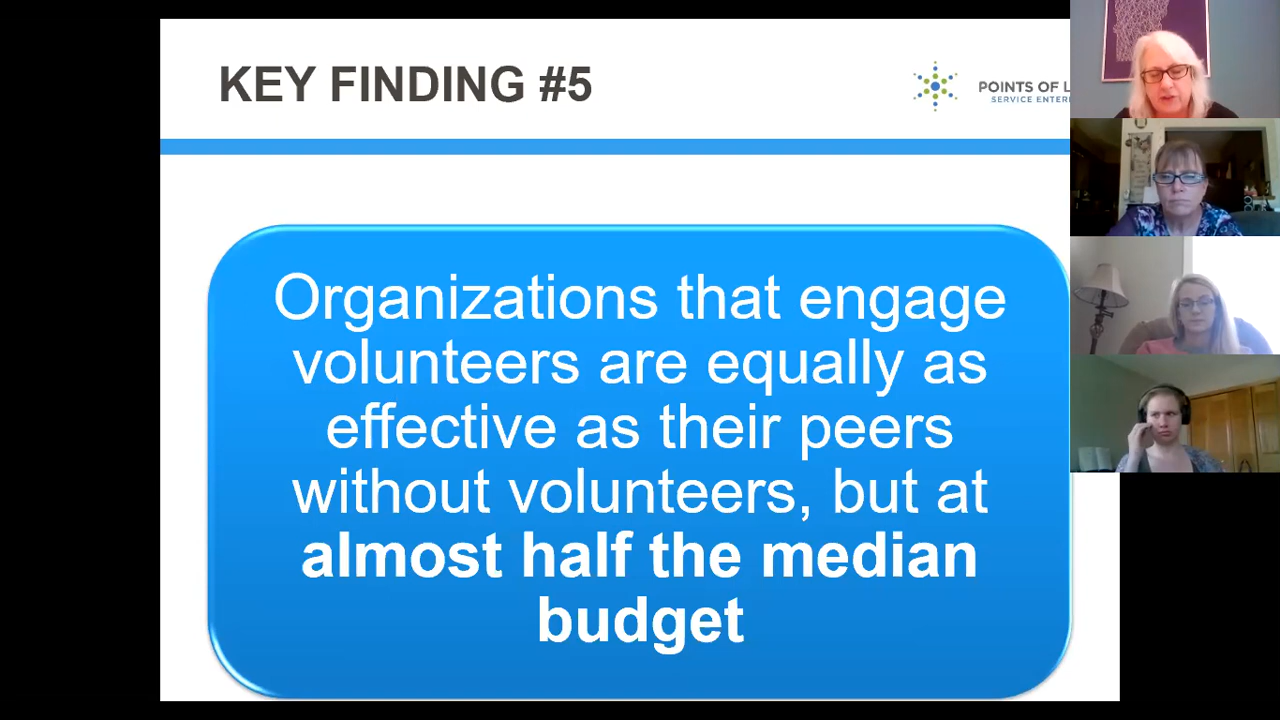 KEY FINDING #5
POINTS OF L
SERVICE ENTER
Organizations that engage
volunteers are equally as
effective as their peers
without volunteers, but at
almost half the median
budget